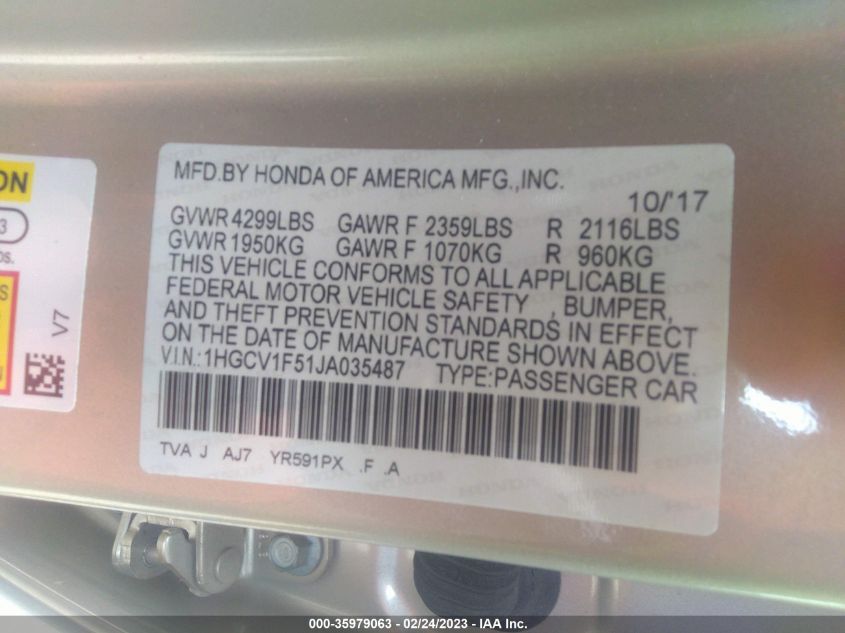 MFD.BY HONDA OF AMERICA MFG.,INC.
10/'17
GVWR 4299LBS GAWR F 2359LBS R 2116LBS
GVWR 1950KG GAWR F 1070KG R 960KG
THIS VEHICLE CONFORMS TO ALL APPLICABLE
FEDERAL MOTOR VEHICLE SAFETY , BUMPER,
AND THEFT PREVENTION STANDARDS IN EFFECT
ON THE DATE OF MANUFACTURE SHOWN ABOVE.
V.I.N.:1HGCV1F51JA035487 TYPE:PASSENGER CAR
TVA J AJ7 YR591PX .F .A
ON
3
OS.
S
N
V7
000-35979063 - 02/24/2023 - IAA Inc.